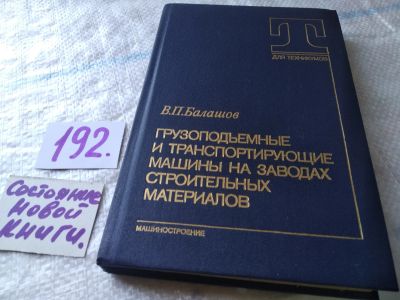 Т
ДЛЯ ТЕХНИКУМОВ
В.П.Балашов
ГРУЗОПОДЪЕМНЫЕ
И ТРАНСПОРТИРУЮЩИЕ
МАШИНЫ НА ЗАВОДАХ
СТРОИТЕЛЬНЫХ
МАТЕРИАЛОВ
МАШИНОСТРОЕНИЕ
192.
Состояние
новой
книги.